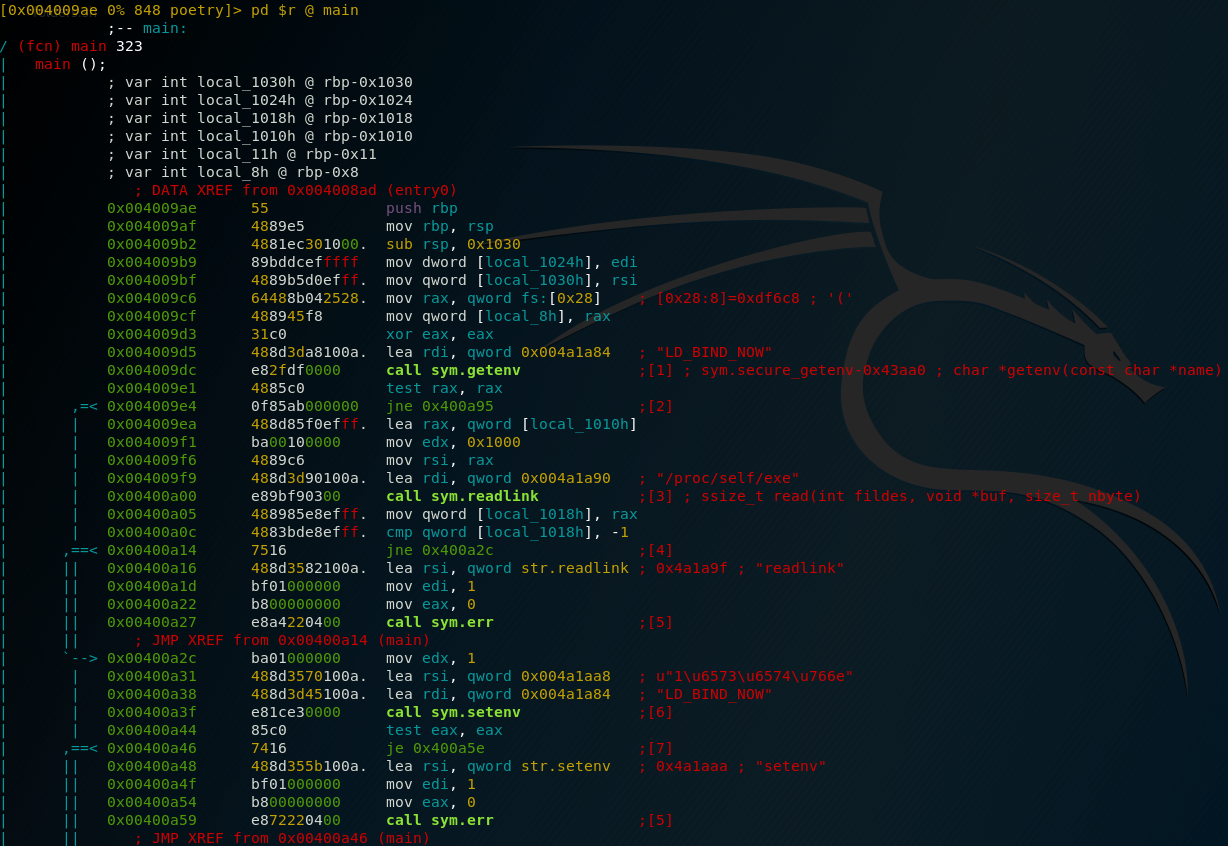 [0x004009ae 0% 848 poetry]> pd $r @ main
;-- main:
/ (fcn) main 323
|   main ();
|           ; var int local_1030h @ rbp-0x1030
|           ; var int local_1024h @ rbp-0x1024
|           ; var int local_1018h @ rbp-0x1018
|           ; var int local_1010h @ rbp-0x1010
|           ; var int local_11h @ rbp-0x11
|           ; var int local_8h @ rbp-0x8
|              ; DATA XREF from 0x004008ad (entry0)
|           0x004009ae      55             push rbp
|           0x004009af      4889e5         mov rbp, rsp
|           0x004009b2      4881ec301000.  sub rsp, 0x1030
|           0x004009b9      89bddcefffff   mov dword [local_1024h], edi
|           0x004009bf      4889b5d0efff.  mov qword [local_1030h], rsi
|           0x004009c6      64488b042528.  mov rax, qword fs:[0x28]    ; [0x28:8]=0xdf6c8 ; '('
|           0x004009cf      488945f8       mov qword [local_8h], rax
|           0x004009d3      31c0           xor eax, eax
|           0x004009d5      488d3da8100a.  lea rdi, qword 0x004a1a84   ; "LD_BIND_NOW"
|           0x004009dc      e82fdf0000     call sym.getenv             ;[1] ; sym.secure_getenv-0x43aa0 ; char *getenv(const char *name)
|           0x004009e1      4885c0         test rax, rax
|       ,=< 0x004009e4      0f85ab000000   jne 0x400a95                ;[2]
|       |   0x004009ea      488d85f0efff.  lea rax, qword [local_1010h]
|       |   0x004009f1      ba00100000     mov edx, 0x1000
|       |   0x004009f6      4889c6         mov rsi, rax
|       |   0x004009f9      488d3d90100a.  lea rdi, qword 0x004a1a90   ; "/proc/self/exe"
|       |   0x00400a00      e89bf90300     call sym.readlink           ;[3] ; ssize_t read(int fildes, void *buf, size_t nbyte)
|       |   0x00400a05      488985e8efff.  mov qword [local_1018h], rax
|       |   0x00400a0c      4883bde8efff.  cmp qword [local_1018h], -1
|      ,==< 0x00400a14      7516           jne 0x400a2c                ;[4]
|      ||   0x00400a16      488d3582100a.  lea rsi, qword str.readlink ; 0x4a1a9f ; "readlink"
|      ||   0x00400a1d      bf01000000     mov edi, 1
|      ||   0x00400a22      b800000000     mov eax, 0
|      ||   0x00400a27      e8a4220400     call sym.err                ;[5]
|      ||      ; JMP XREF from 0x00400a14 (main)
|      `--> 0x00400a2c      ba01000000     mov edx, 1
|       |   0x00400a31      488d3570100a.  lea rsi, qword 0x004a1aa8   ; u"1\u6573\u6574\u766e"
|       |   0x00400a38      488d3d45100a.  lea rdi, qword 0x004a1a84   ; "LD_BIND_NOW"
|       |   0x00400a3f      e81ce30000     call sym.setenv             ;[6]
|       |   0x00400a44      85c0           test eax, eax
|      ,==< 0x00400a46      7416           je 0x400a5e                 ;[7]
|      ||   0x00400a48      488d355b100a.  lea rsi, qword str.setenv   ; 0x4a1aaa ; "setenv"
|      ||   0x00400a4f      bf01000000     mov edi, 1
|      ||   0x00400a54      b800000000     mov eax, 0
|      ||   0x00400a59      e872220400     call sym.err                ;[5]
|      ||      ; JMP XREF from 0x00400a46 (main)